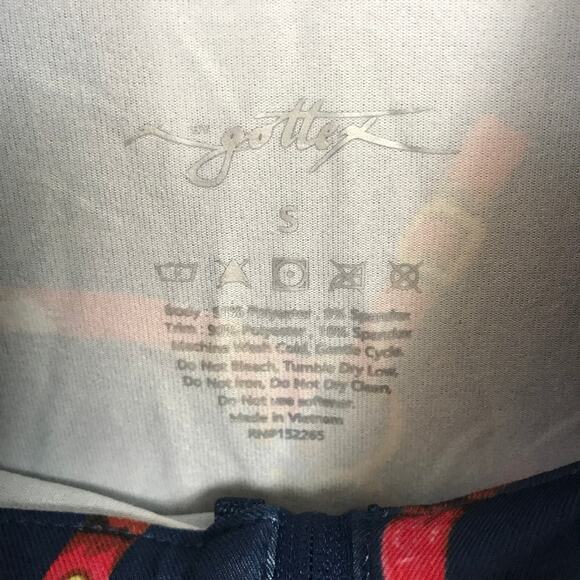 gottex
S
Body : 91% Polyester - 9% Spandex
Trim : 90% Polyester - 10% Spandex
Machine Wash Cold, Gentle Cycle.
Do Not Bleach, Tumble Dry Low,
Do Not Iron, Do Not Dry Clean,
Do Not use softener.
Made in Vietnam
RN#152265